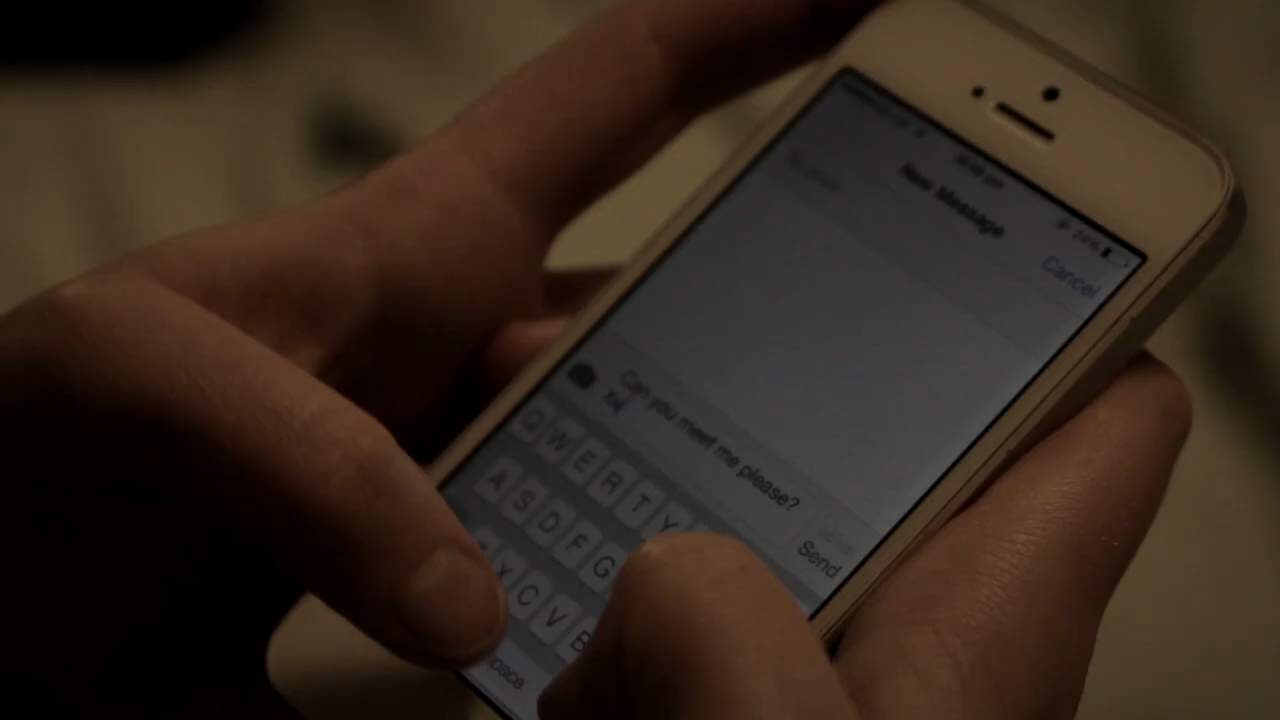 New Message
Cancel
Can you meet me please?
Send
Q W E R T Y
A S D F G
X C V B
space